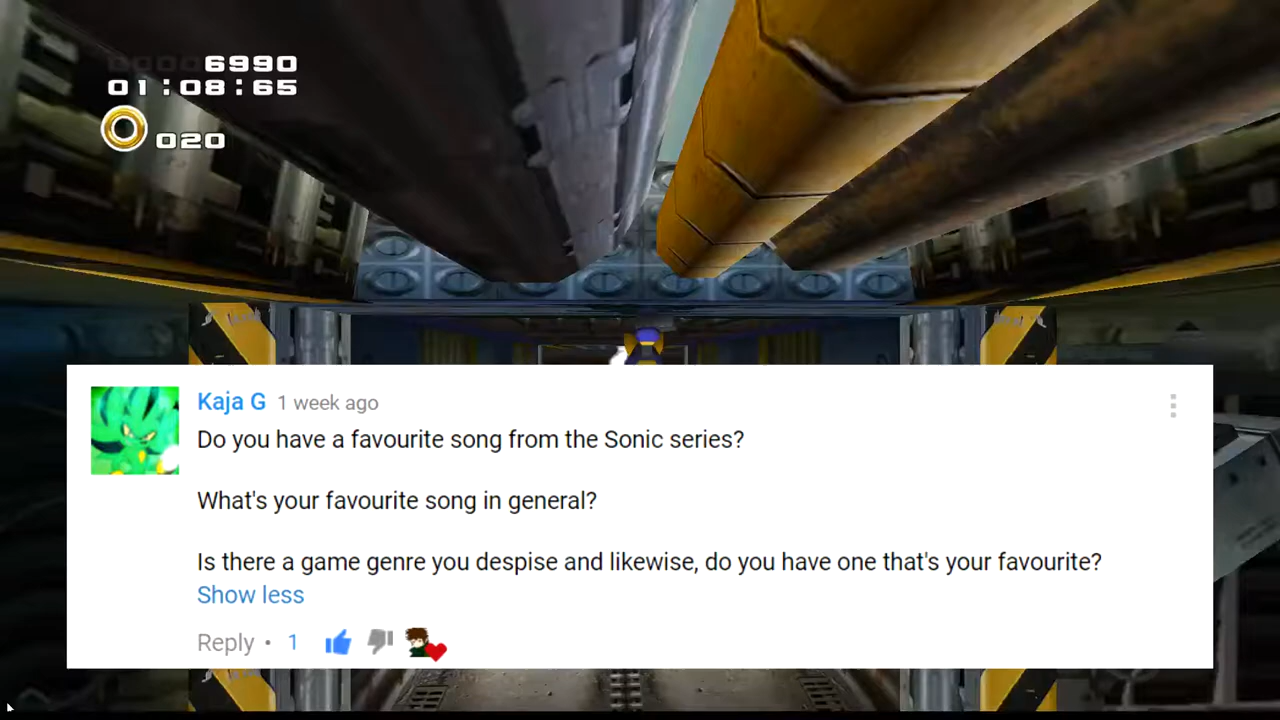 00006990
01:08:65
020
Kaja G 1 week ago
Do you have a favourite song from the Sonic series?
What's your favourite song in general?
Is there a game genre you despise and likewise, do you have one that's your favourite?
Show less
Reply • 1